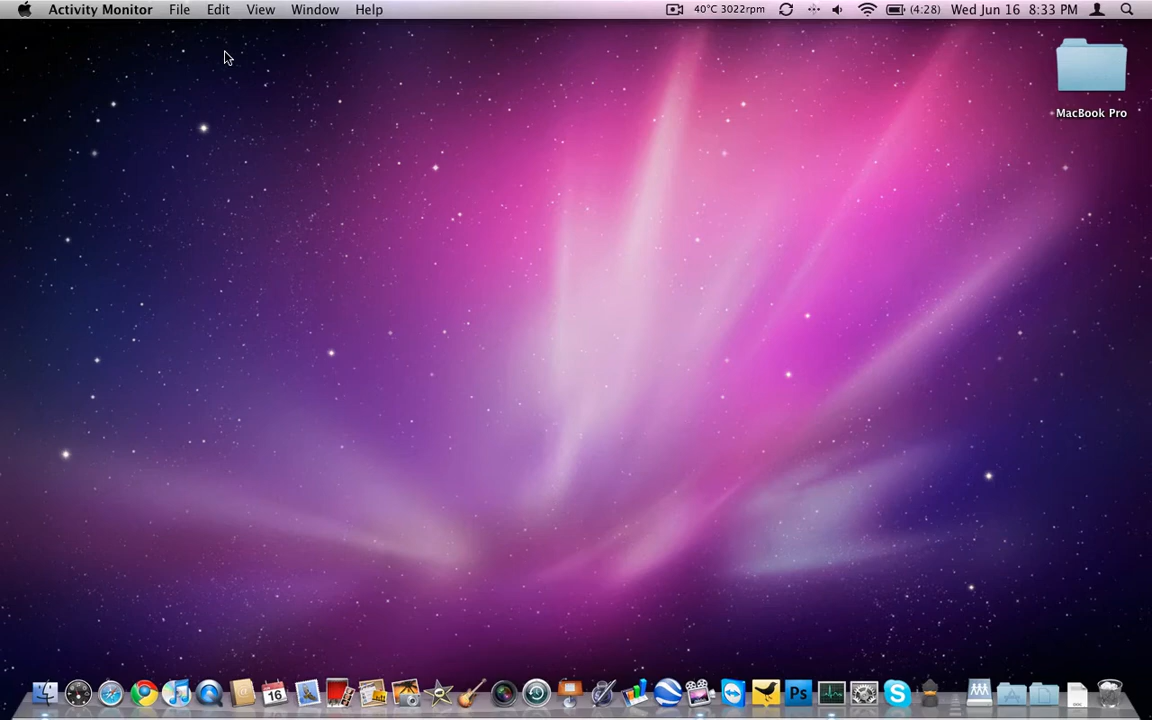 Activity Monitor File Edit View Window Help 40°C 3022rpm (4:28) Wed Jun 16 8:33 PM
MacBook Pro
16
Ps
DOC